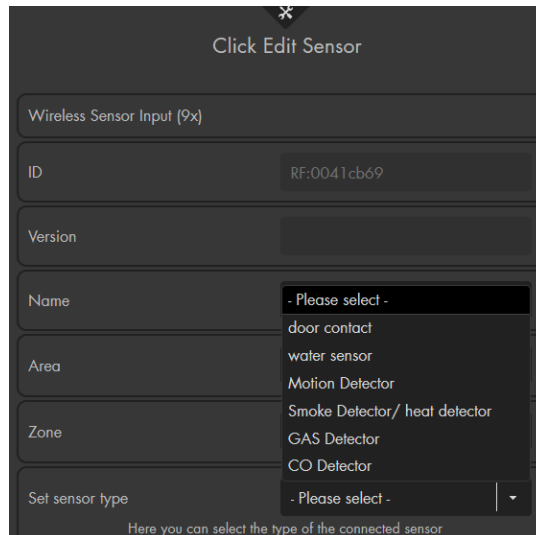 Click Edit Sensor
Wireless Sensor Input (9x)
ID
RF:0041cb69
Version
Name
- Please select -
door contact
water sensor
Motion Detector
Area
Smoke Detector/ heat detector
Zone
GAS Detector
CO Detector
Set sensor type
- Please select -
Here you can select the type of the connected sensor